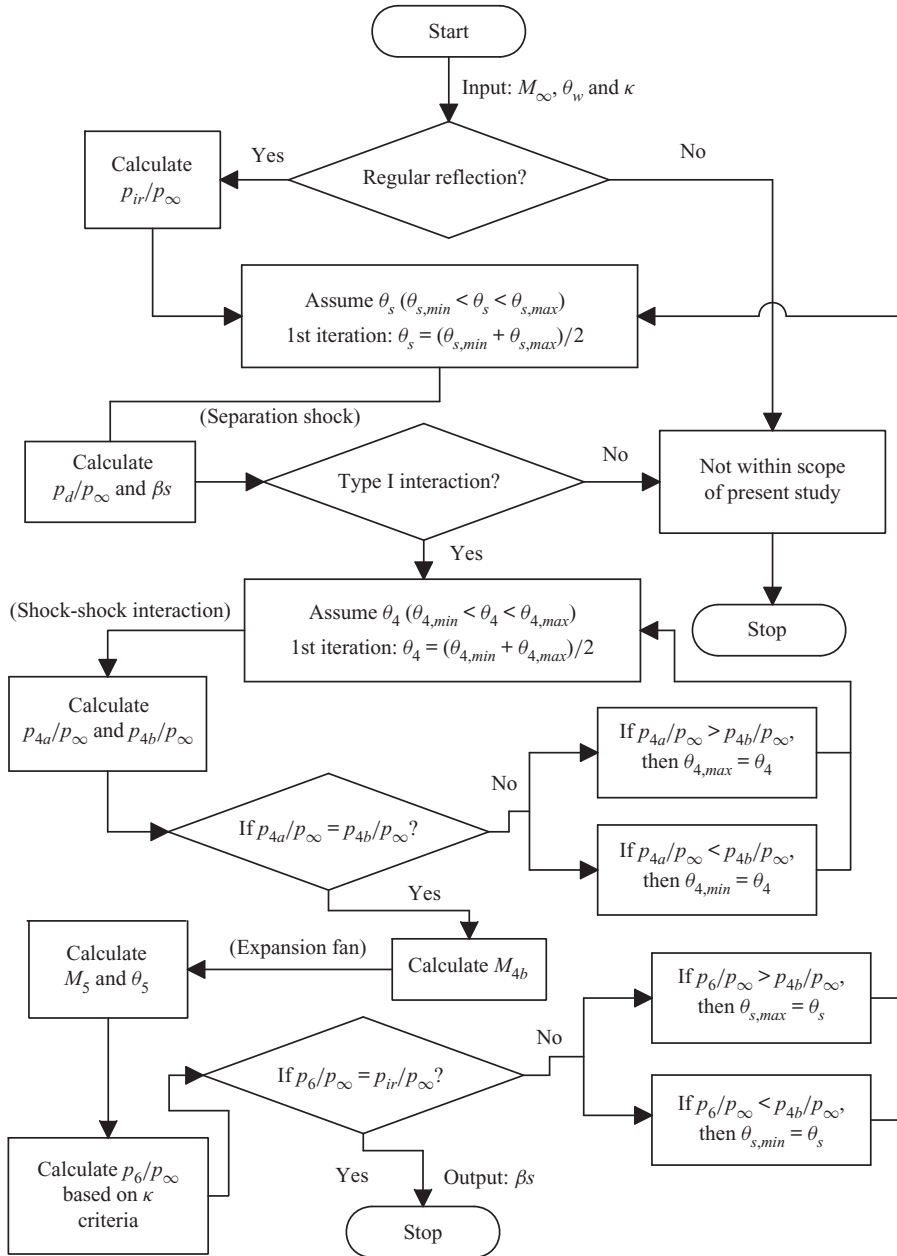 Start
Input: M∞, θw and κ
Yes
No
Calculate
pir/p∞
Regular reflection?
Assume θs (θs,min < θs < θs,max)
1st iteration: θs = (θs,min + θs,max)/2
(Separation shock)
Calculate
pd/p∞ and βs
Type I interaction?
No
Not within scope
of present study
Yes
(Shock-shock interaction)
Assume θ4 (θ4,min < θ4 < θ4,max)
1st iteration: θ4 = (θ4,min + θ4,max)/2
Stop
Calculate
p4a/p∞ and p4b/p∞
If p4a/p∞ > p4b/p∞,
then θ4,max = θ4
No
If p4a/p∞ = p4b/p∞?
If p4a/p∞ < p4b/p∞,
then θ4,min = θ4
Yes
(Expansion fan)
Calculate M4b
Calculate
M5 and θ5
If p6/p∞ > p4b/p∞,
then θs,max = θs
No
If p6/p∞ = pir/p∞?
If p6/p∞ < p4b/p∞,
then θs,min = θs
Calculate p6/p∞
based on κ
criteria
Yes
Output: βs
Stop